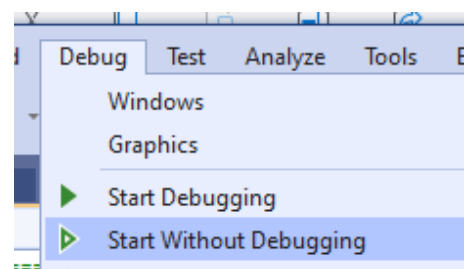 Debug Test Analyze Tools
Windows
Graphics
Start Debugging
Start Without Debugging